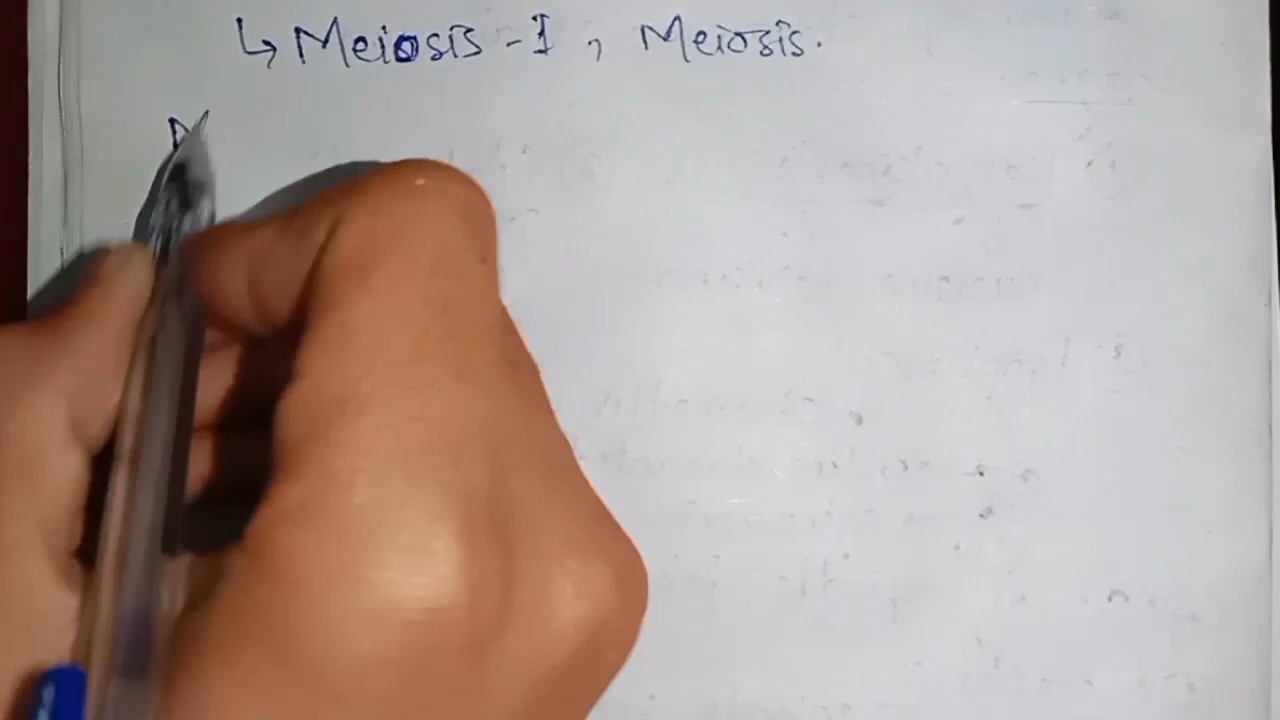 ↳ Meiosis - I, Meiosis.